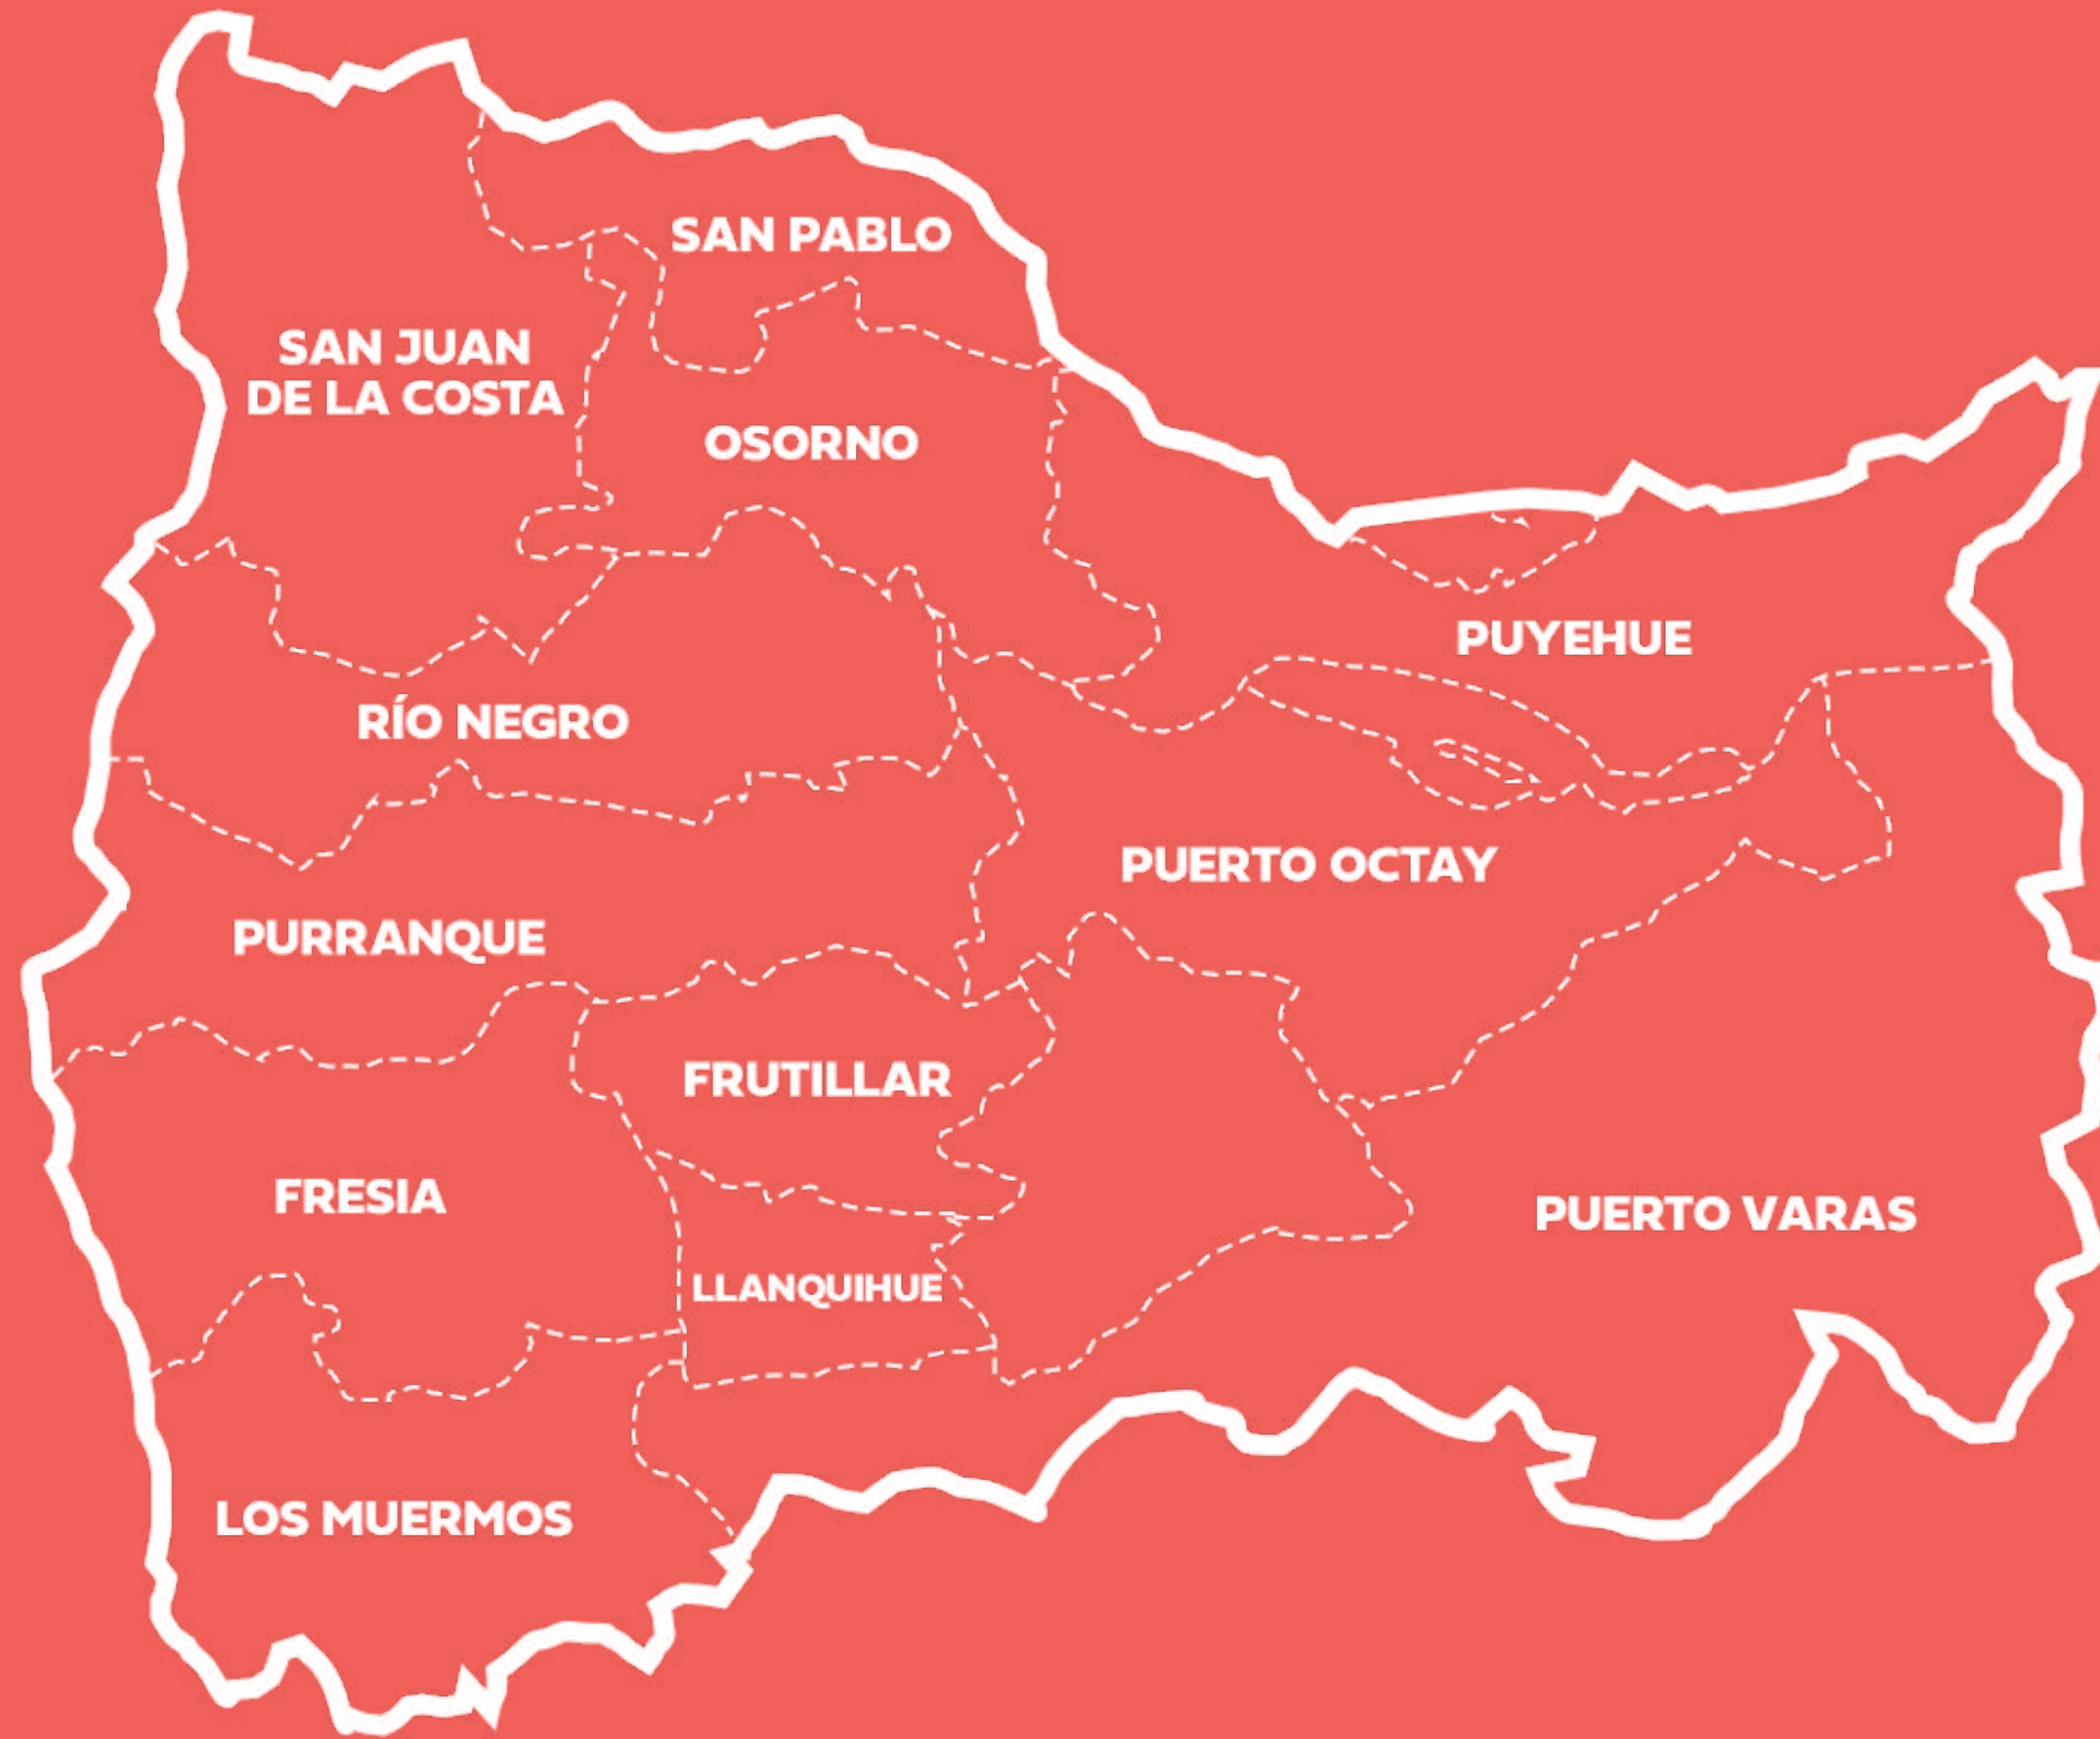 SAN PABLO
SAN JUAN
DE LA COSTA
OSORNO
PUYEHUE
RÍO NEGRO
PUERTO OCTAY
PURRANQUE
FRUTILLAR
FRESIA
PUERTO VARAS
LLANQUIHUE
LOS MUERMOS